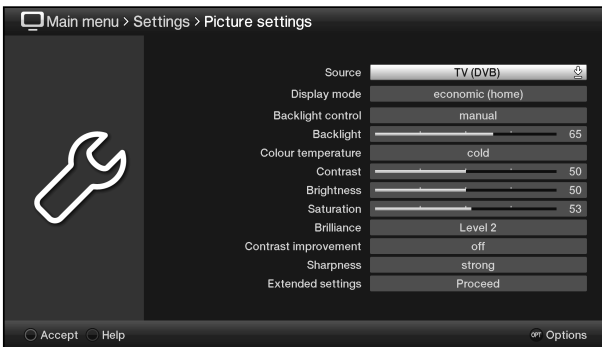 Main menu > Settings > Picture settings
Source TV (DVB)
Display mode economic (home)
Backlight control manual
Backlight 65
Colour temperature cold
Contrast 50
Brightness 50
Saturation 53
Brilliance Level 2
Contrast improvement off
Sharpness strong
Extended settings Proceed
Accept Help OPT Options